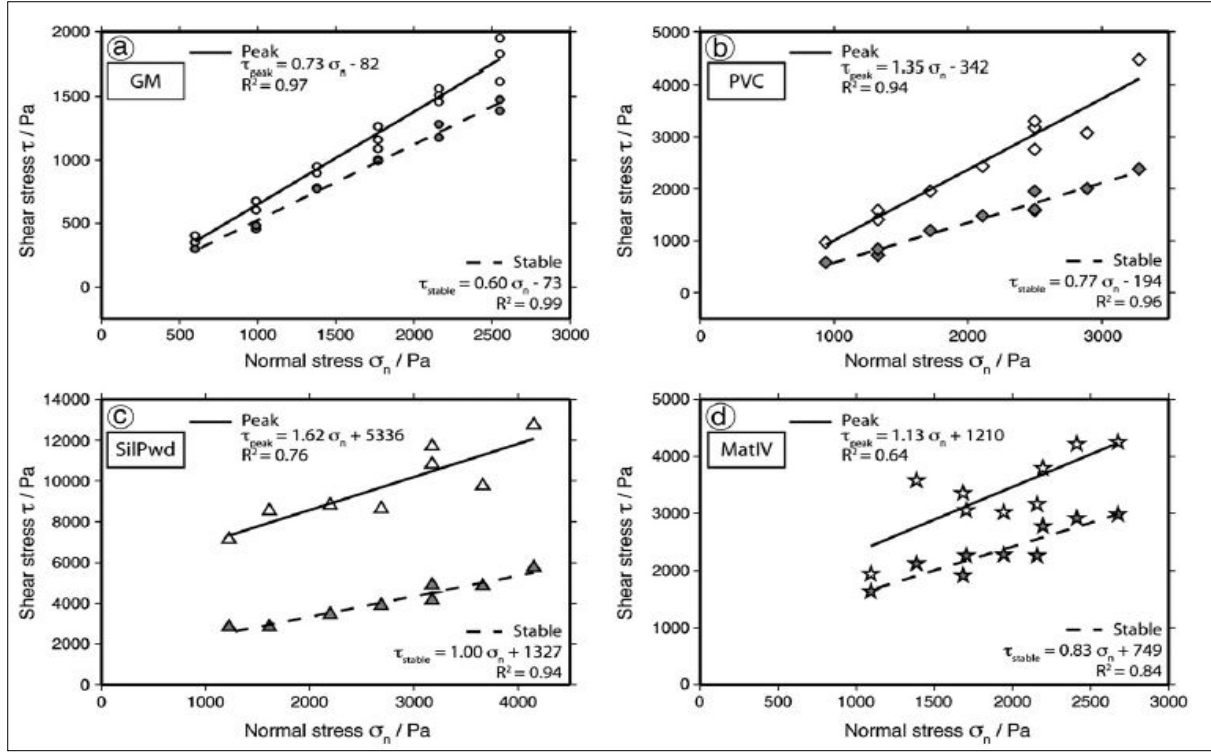 a
GM
Peak
τpeak = 0.73 σn - 82
R² = 0.97
Stable
τstable = 0.60 σn - 73
R² = 0.99
2000
1500
1000
500
0
0
500
1000
1500
2000
2500
3000
Shear stress τ / Pa
Normal stress σn / Pa
b
PVC
Peak
τpeak = 1.35 σn - 342
R² = 0.94
Stable
τstable = 0.77 σn - 194
R² = 0.96
5000
4000
3000
2000
1000
0
0
1000
2000
3000
Shear stress τ / Pa
Normal stress σn / Pa
c
SilPwd
Peak
τpeak = 1.62 σn + 5336
R² = 0.76
Stable
τstable = 1.00 σn + 1327
R² = 0.94
14000
12000
10000
8000
6000
4000
2000
0
0
1000
2000
3000
4000
Shear stress τ / Pa
Normal stress σn / Pa
d
MatIV
Peak
τpeak = 1.13 σn + 1210
R² = 0.64
Stable
τstable = 0.83 σn + 749
R² = 0.84
5000
4000
3000
2000
1000
0
0
500
1000
1500
2000
2500
3000
Shear stress τ / Pa
Normal stress σn / Pa